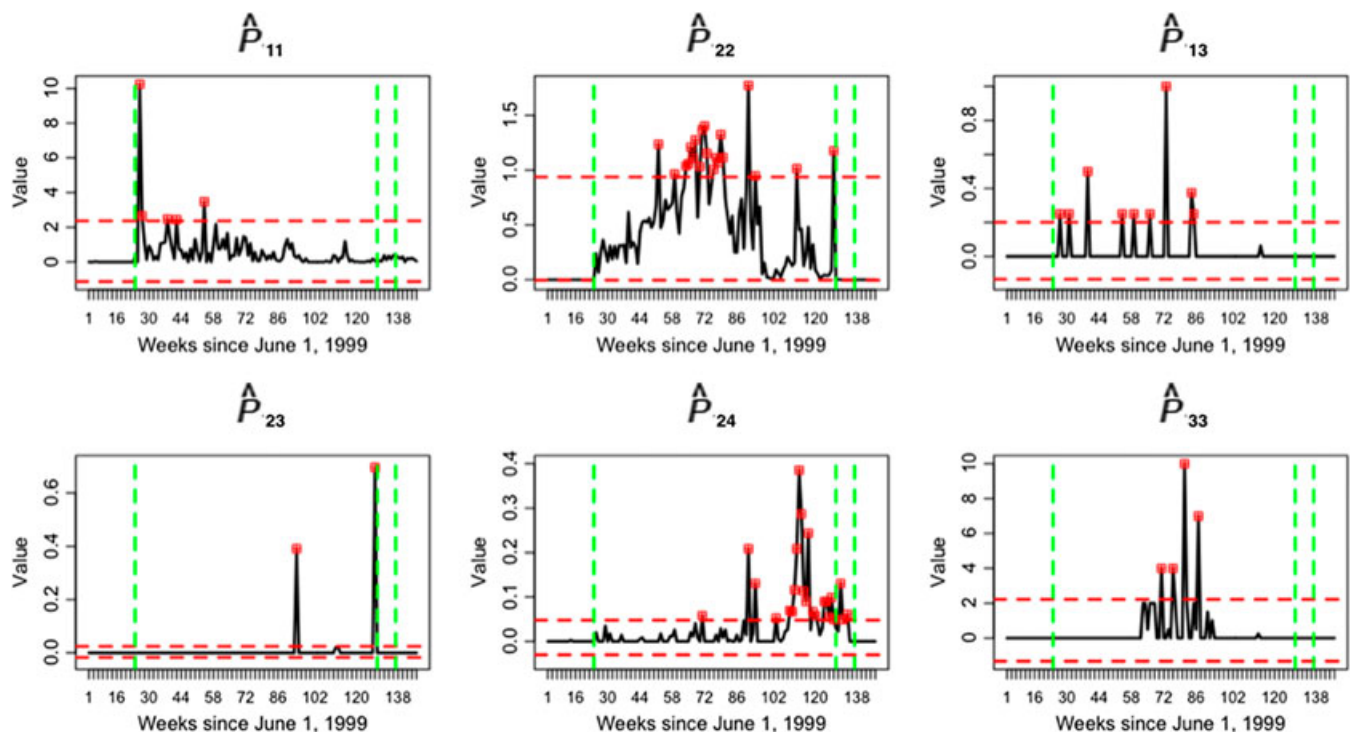 P̂.11
P̂.22
P̂.13
Value
10
8
6
4
2
0
1 16 30 44 58 72 86 102 120 138
Weeks since June 1, 1999
Value
1.5
1.0
0.5
0.0
1 16 30 44 58 72 86 102 120 138
Weeks since June 1, 1999
Value
0.8
0.4
0.0
1 16 30 44 58 72 86 102 120 138
Weeks since June 1, 1999
P̂.23
P̂.24
P̂.33
Value
0.6
0.4
0.2
0.0
1 16 30 44 58 72 86 102 120 138
Weeks since June 1, 1999
Value
0.4
0.3
0.2
0.1
0.0
1 16 30 44 58 72 86 102 120 138
Weeks since June 1, 1999
Value
10
8
6
4
2
0
1 16 30 44 58 72 86 102 120 138
Weeks since June 1, 1999